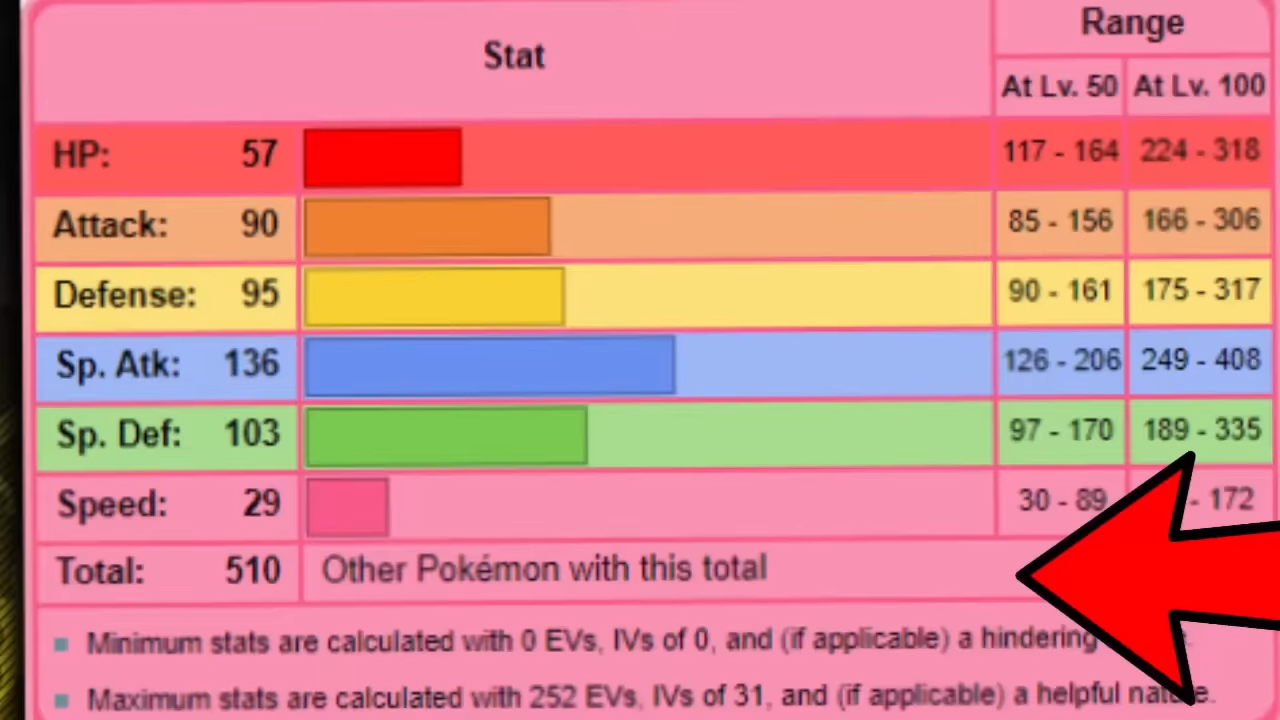 Stat Range
At Lv. 50 At Lv. 100
HP: 57 117 - 164 224 - 318
Attack: 90 85 - 156 166 - 306
Defense: 95 90 - 161 175 - 317
Sp. Atk: 136 126 - 206 249 - 408
Sp. Def: 103 97 - 170 189 - 335
Speed: 29 30 - 89 - 172
Total: 510 Other Pokémon with this total
Minimum stats are calculated with 0 EVs, IVs of 0, and (if applicable) a hindering
Maximum stats are calculated with 252 EVs, IVs of 31, and (if applicable) a helpful nature.